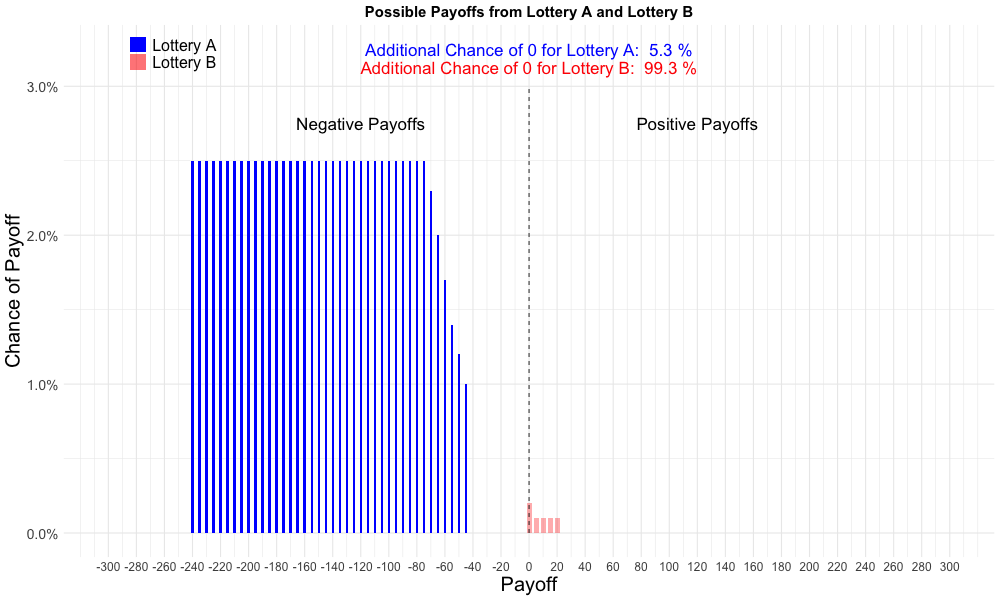 Possible Payoffs from Lottery A and Lottery B
Lottery A
Lottery B
Additional Chance of 0 for Lottery A: 5.3 %
Additional Chance of 0 for Lottery B: 99.3 %
Negative Payoffs
Positive Payoffs
Chance of Payoff
3.0%
2.0%
1.0%
0.0%
-300 -280 -260 -240 -220 -200 -180 -160 -140 -120 -100 -80 -60 -40 -20 0 20 40 60 80 100 120 140 160 180 200 220 240 260 280 300
Payoff